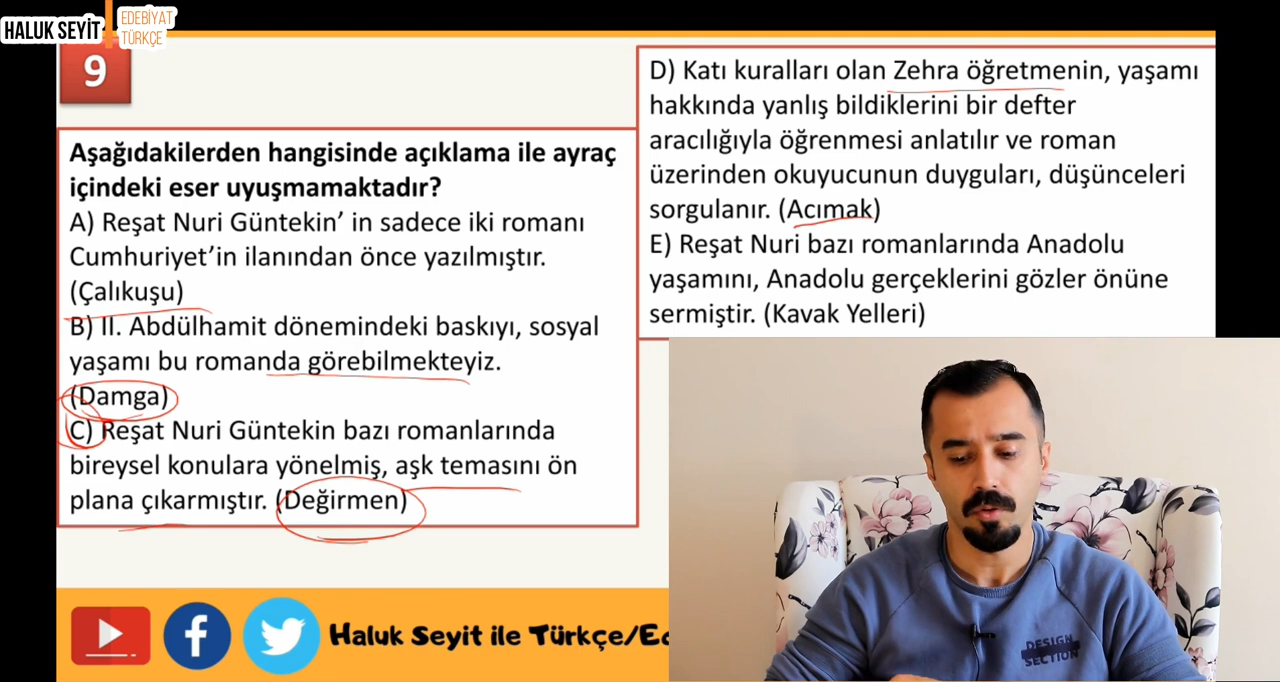 HALUK SEYİT
EDEBİYAT
TÜRKÇE
9
Aşağıdakilerden hangisinde açıklama ile ayraç
içindeki eser uyuşmamaktadır?
A) Reşat Nuri Güntekin’ in sadece iki romanı
Cumhuriyet’in ilanından önce yazılmıştır.
(Çalıkuşu)
B) II. Abdülhamit dönemindeki baskıyı, sosyal
yaşamı bu romanda görebilmekteyiz.
(Damga)
C) Reşat Nuri Güntekin bazı romanlarında
bireysel konulara yönelmiş, aşk temasını ön
plana çıkarmıştır. (Değirmen)
D) Katı kuralları olan Zehra öğretmenin, yaşamı
hakkında yanlış bildiklerini bir defter
aracılığıyla öğrenmesi anlatılır ve roman
üzerinden okuyucunun duyguları, düşünceleri
sorgulanır. (Acımak)
E) Reşat Nuri bazı romanlarında Anadolu
yaşamını, Anadolu gerçeklerini gözler önüne
sermiştir. (Kavak Yelleri)
Haluk Seyit ile Türkçe/Ed
DESIGN
SECTION